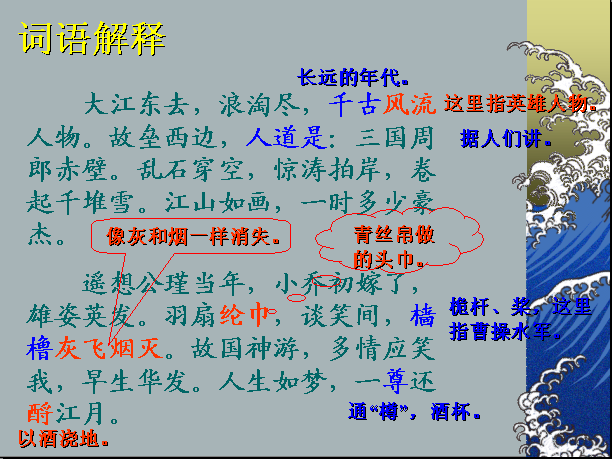 词语解释
长远的年代。
大江东去，浪淘尽，千古风流
这里指英雄人物。
人物。故垒西边，人道是：三国周
据人们讲。
郎赤壁。乱石穿空，惊涛拍岸，卷
起千堆雪。江山如画，一时多少豪
杰。
像灰和烟一样消失。
青丝帛做
的头巾。
遥想公瑾当年，小乔初嫁了，
雄姿英发。羽扇纶巾，谈笑间，樯
桅杆、桨，这里
指曹操水军。
橹灰飞烟灭。故国神游，多情应笑
我，早生华发。人生如梦，一尊还
酹江月。
通“樽”，酒杯。
以酒浇地。